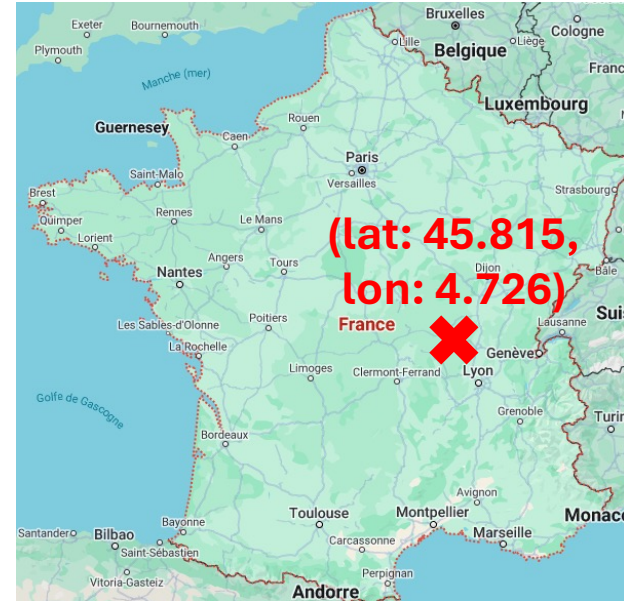 Exeter
Bournemouth
Plymouth
Bruxelles
Cologne
Lille
Liège
Belgique
Franc
Manche (mer)
Luxembourg
Guernesey
Rouen
Caen
Paris
Saint-Malo
Versailles
Strasbourg
Brest
Rennes
Le Mans
Quimper
Lorient
(lat: 45.815,
lon: 4.726)
Angers
Tours
Dijon
Bâle
Nantes
Les Sables-d'Olonne
Poitiers
France
Lausanne
Sui
La Rochelle
Genève
Limoges
Clermont-Ferrand
Lyon
Golfe de Gascogne
Grenoble
Turin
Bordeaux
Avignon
Bayonne
Toulouse
Montpellier
Monaco
Santander
Bilbao
Saint-Sébastien
Carcassonne
Marseille
Vitoria-Gasteiz
Perpignan
Andorre